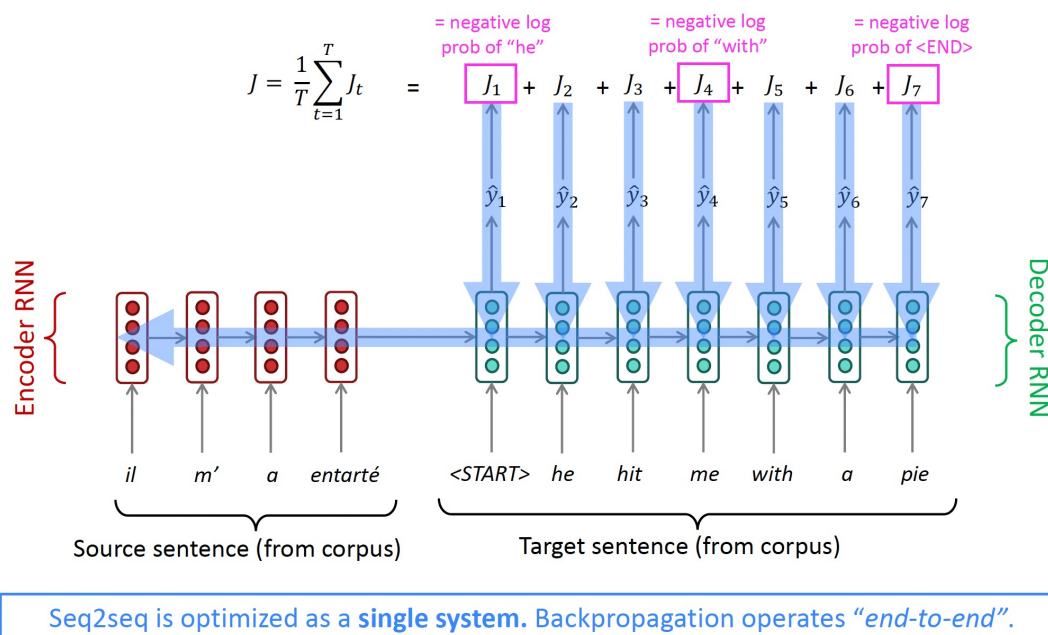 = negative log
prob of “he”
= negative log
prob of “with”
= negative log
prob of <END>
J = \frac{1}{T} \sum_{t=1}^{T} J_t = J_1 + J_2 + J_3 + J_4 + J_5 + J_6 + J_7
ŷ_1 ŷ_2 ŷ_3 ŷ_4 ŷ_5 ŷ_6 ŷ_7
Encoder RNN
Decoder RNN
il m’ a entarté <START> he hit me with a pie
Source sentence (from corpus)
Target sentence (from corpus)
Seq2seq is optimized as a single system. Backpropagation operates “end-to-end”.